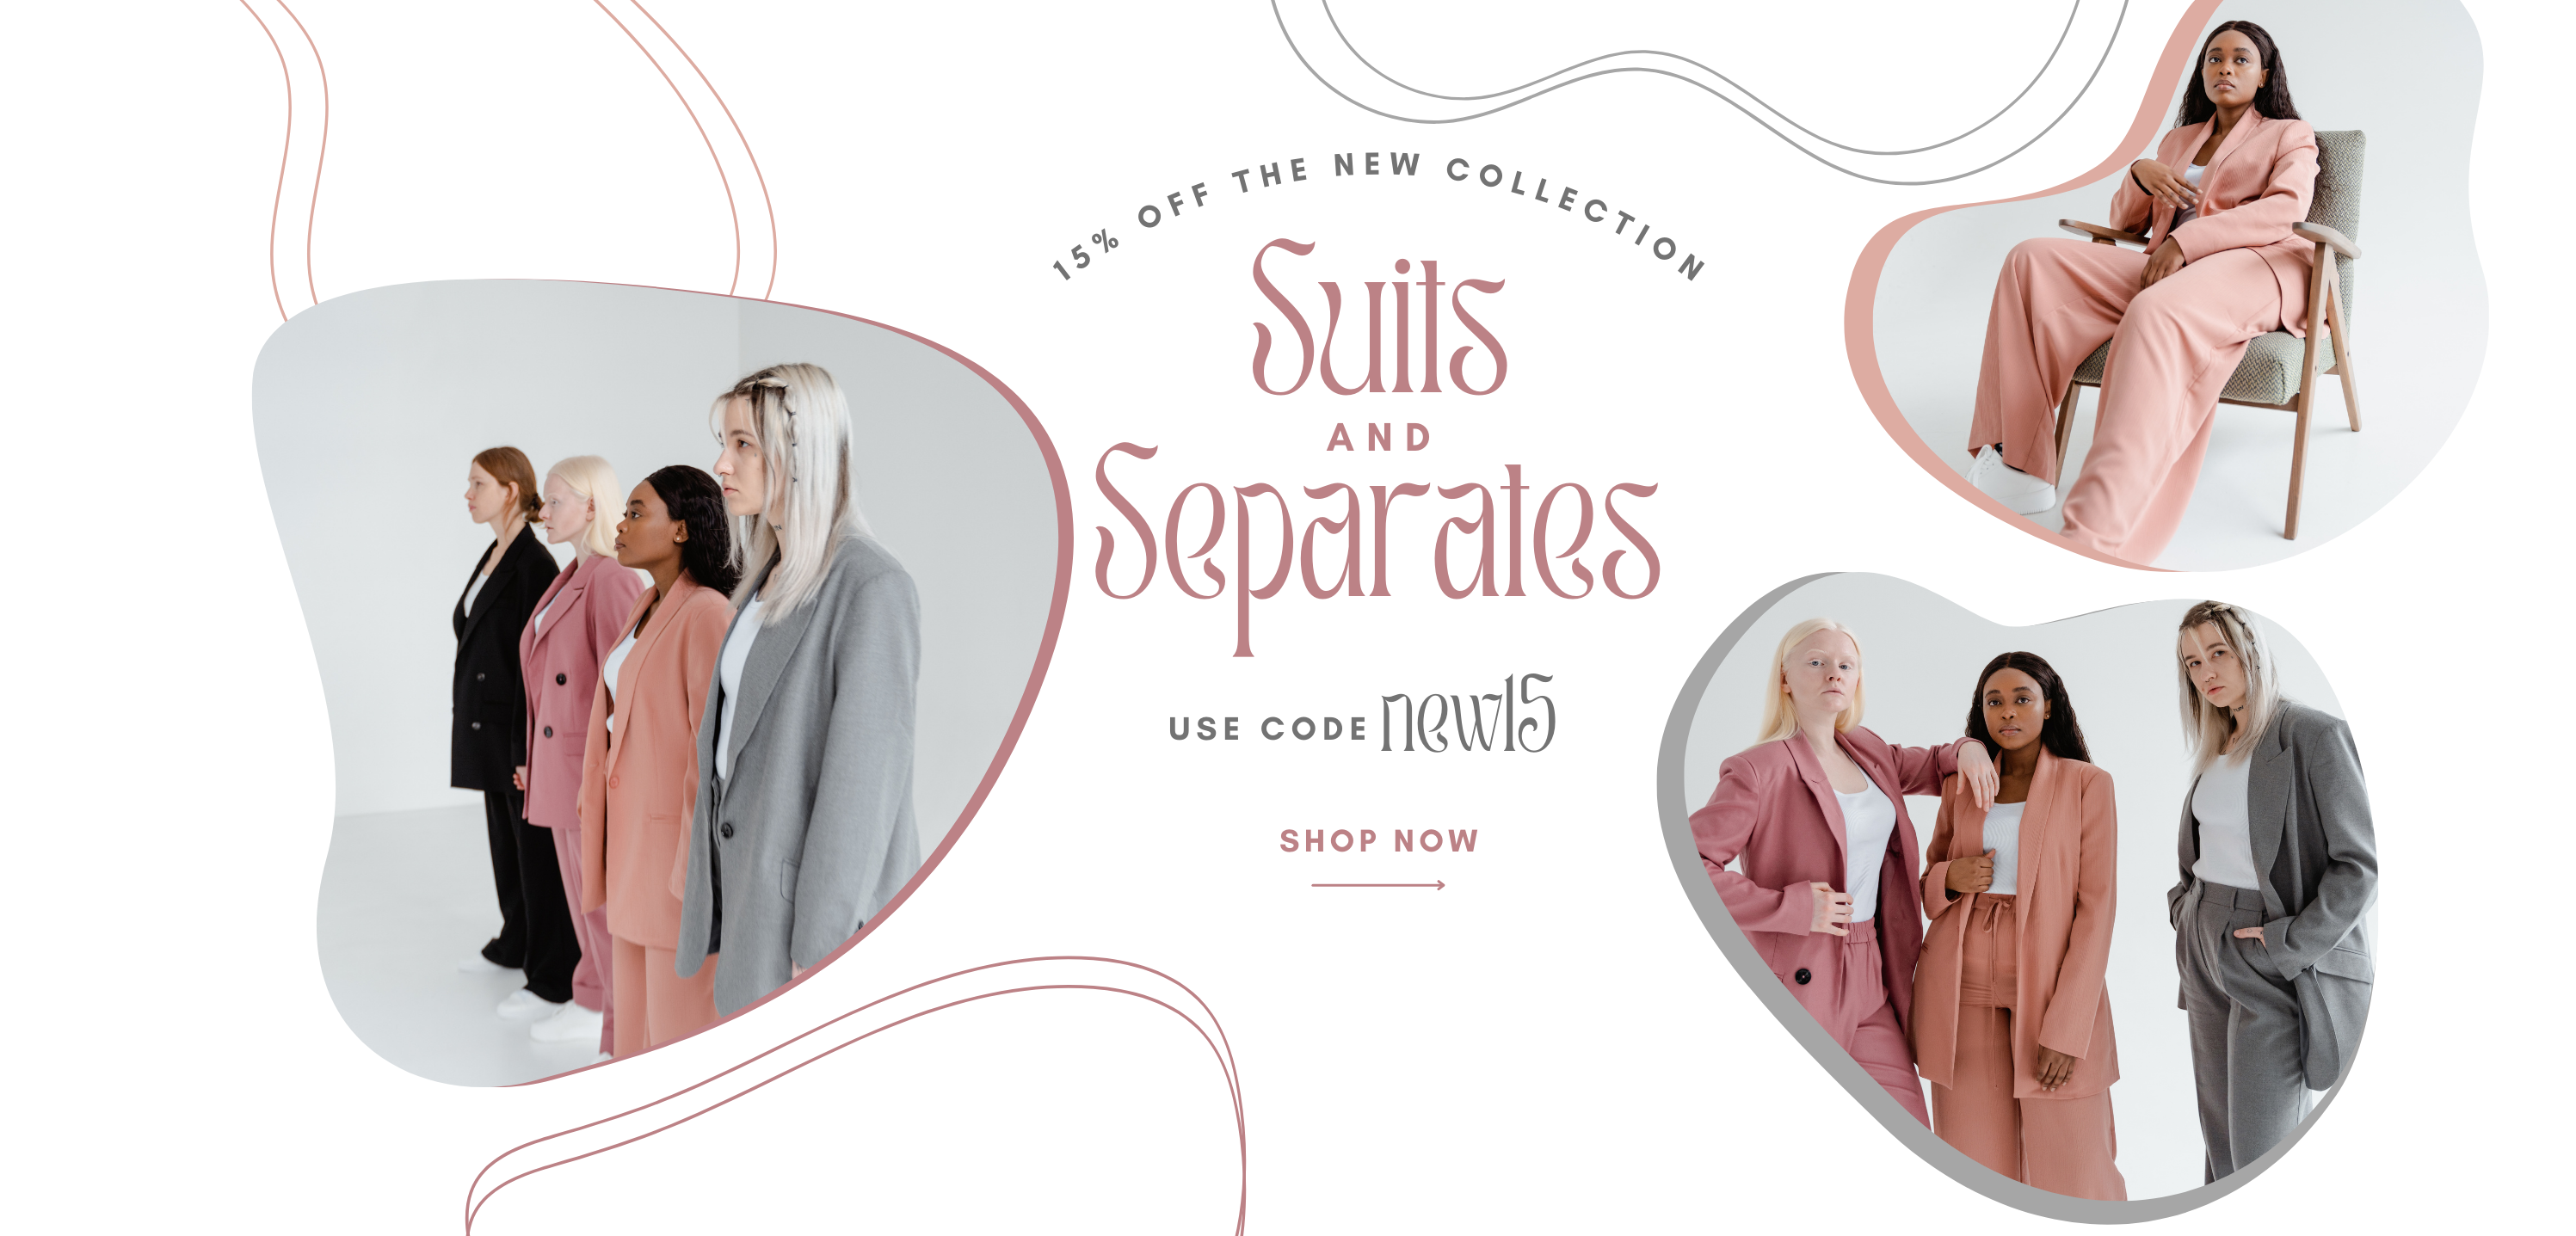 15% OFF THE NEW COLLECTION
Suits
AND
Separates
USE CODE new15
SHOP NOW